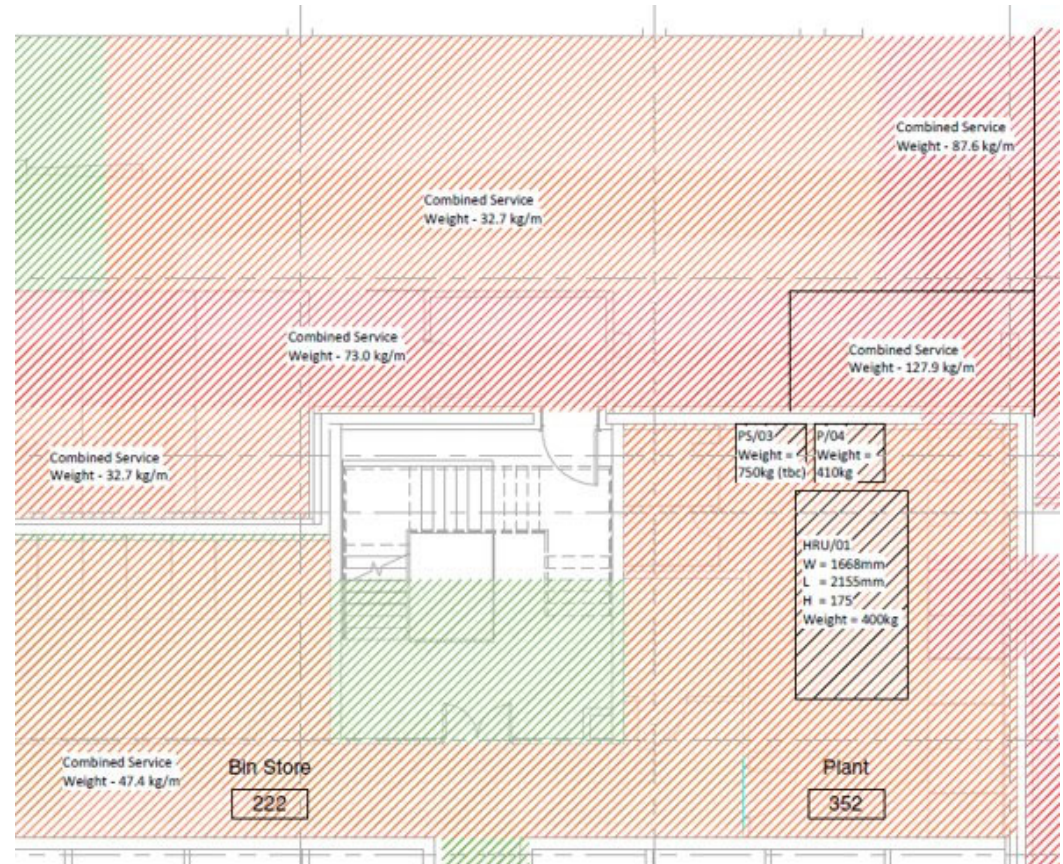 Combined Service
Weight - 87.6 kg/m
Combined Service
Weight - 32.7 kg/m
Combined Service
Weight - 73.0 kg/m
Combined Service
Weight - 127.9 kg/m
Combined Service
Weight - 32.7 kg/m
PS/03
Weight =
750kg (tbc)
P/04
Weight =
410kg
HRU/01
W = 1668mm
L = 2155mm
H = 175
Weight = 400kg
Combined Service
Weight - 47.4 kg/m
Bin Store
222
Plant
352